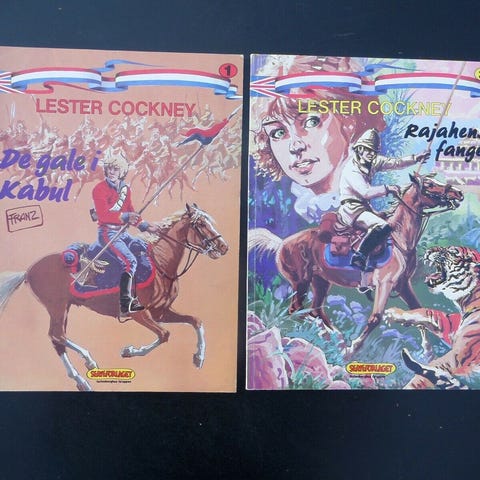 1
LESTER COCKNEY
De gale i
Kabul
FRANZ
SERIEFORLAGET
LESTER COCKNEY
Rajahens
fange
SERIEFORLAGET